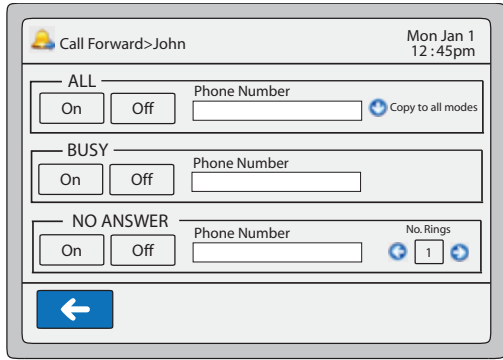 Call Forward>John
Mon Jan 1
12:45pm
ALL
On
Off
Phone Number
Copy to all modes
BUSY
On
Off
Phone Number
NO ANSWER
On
Off
Phone Number
No. Rings
1